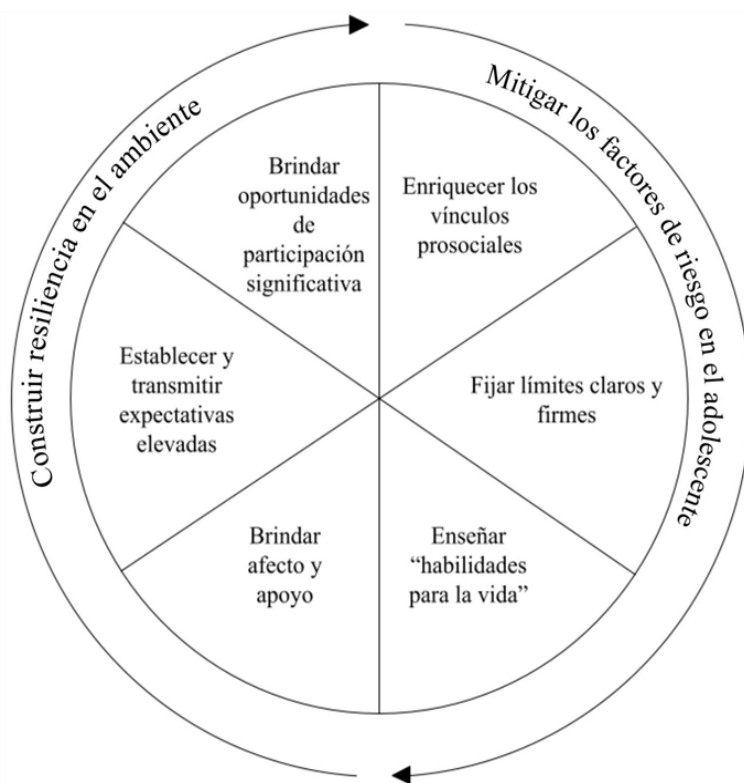 Construir resiliencia en el ambiente
Mitigar los factores de riesgo en el adolescente
Brindar
oportunidades
de
participación
significativa
Enriquecer los
vínculos
prosociales
Establecer y
transmitir
expectativas
elevadas
Fijar límites claros y
firmes
Brindar
afecto y
apoyo
Enseñar
“habilidades
para la vida”